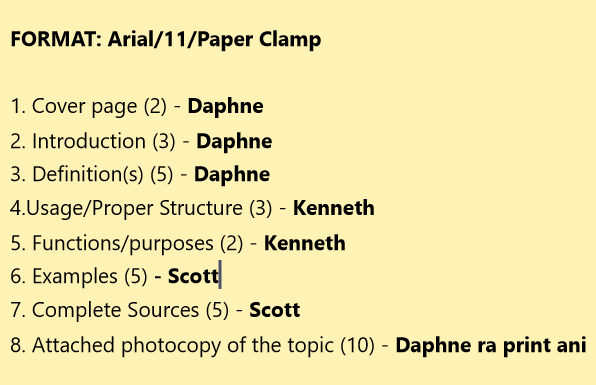 FORMAT: Arial/11/Paper Clamp
1. Cover page (2) - Daphne
2. Introduction (3) - Daphne
3. Definition(s) (5) - Daphne
4.Usage/Proper Structure (3) - Kenneth
5. Functions/purposes (2) - Kenneth
6. Examples (5) - Scott
7. Complete Sources (5) - Scott
8. Attached photocopy of the topic (10) - Daphne ra print ani